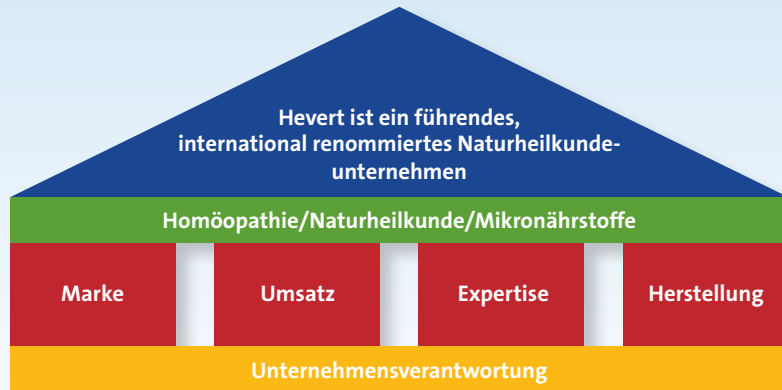 Hevert ist ein führendes,
international renommiertes Naturheilkunde-
unternehmen
Homöopathie/Naturheilkunde/Mikronährstoffe
Marke
Umsatz
Expertise
Herstellung
Unternehmensverantwortung